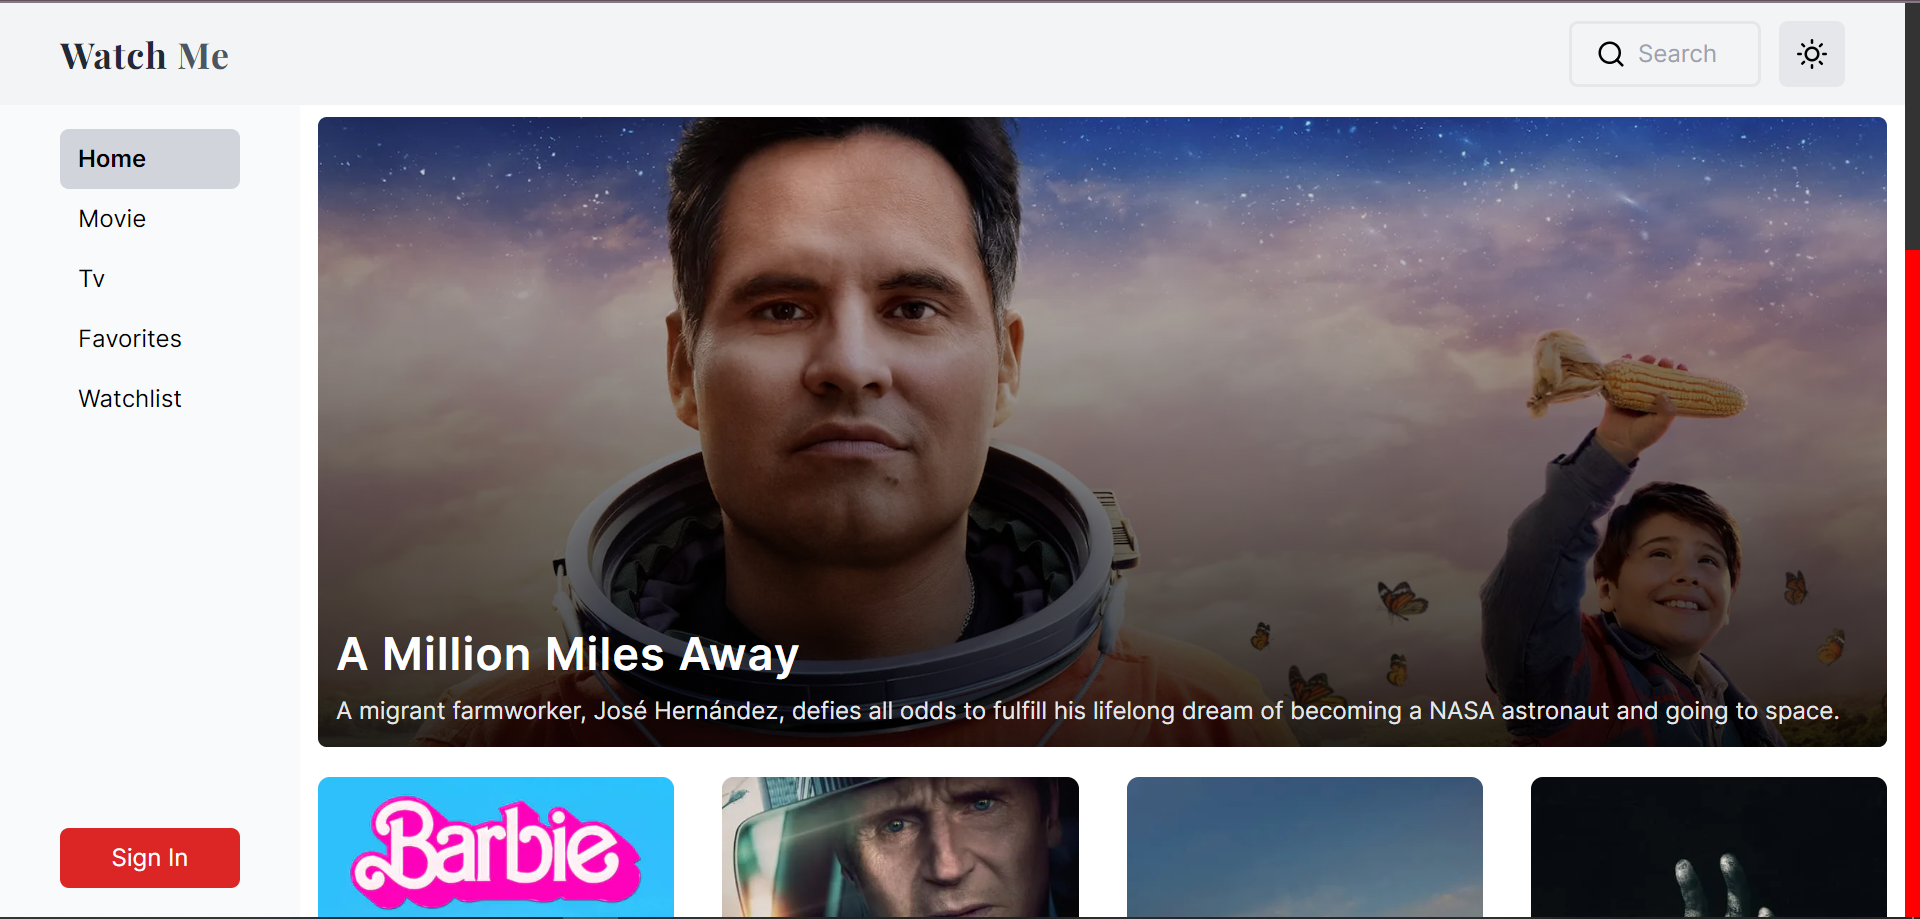 Watch Me
Search
Home
Movie
Tv
Favorites
Watchlist
Sign In
A Million Miles Away
A migrant farmworker, José Hernández, defies all odds to fulfill his lifelong dream of becoming a NASA astronaut and going to space.
Barbie